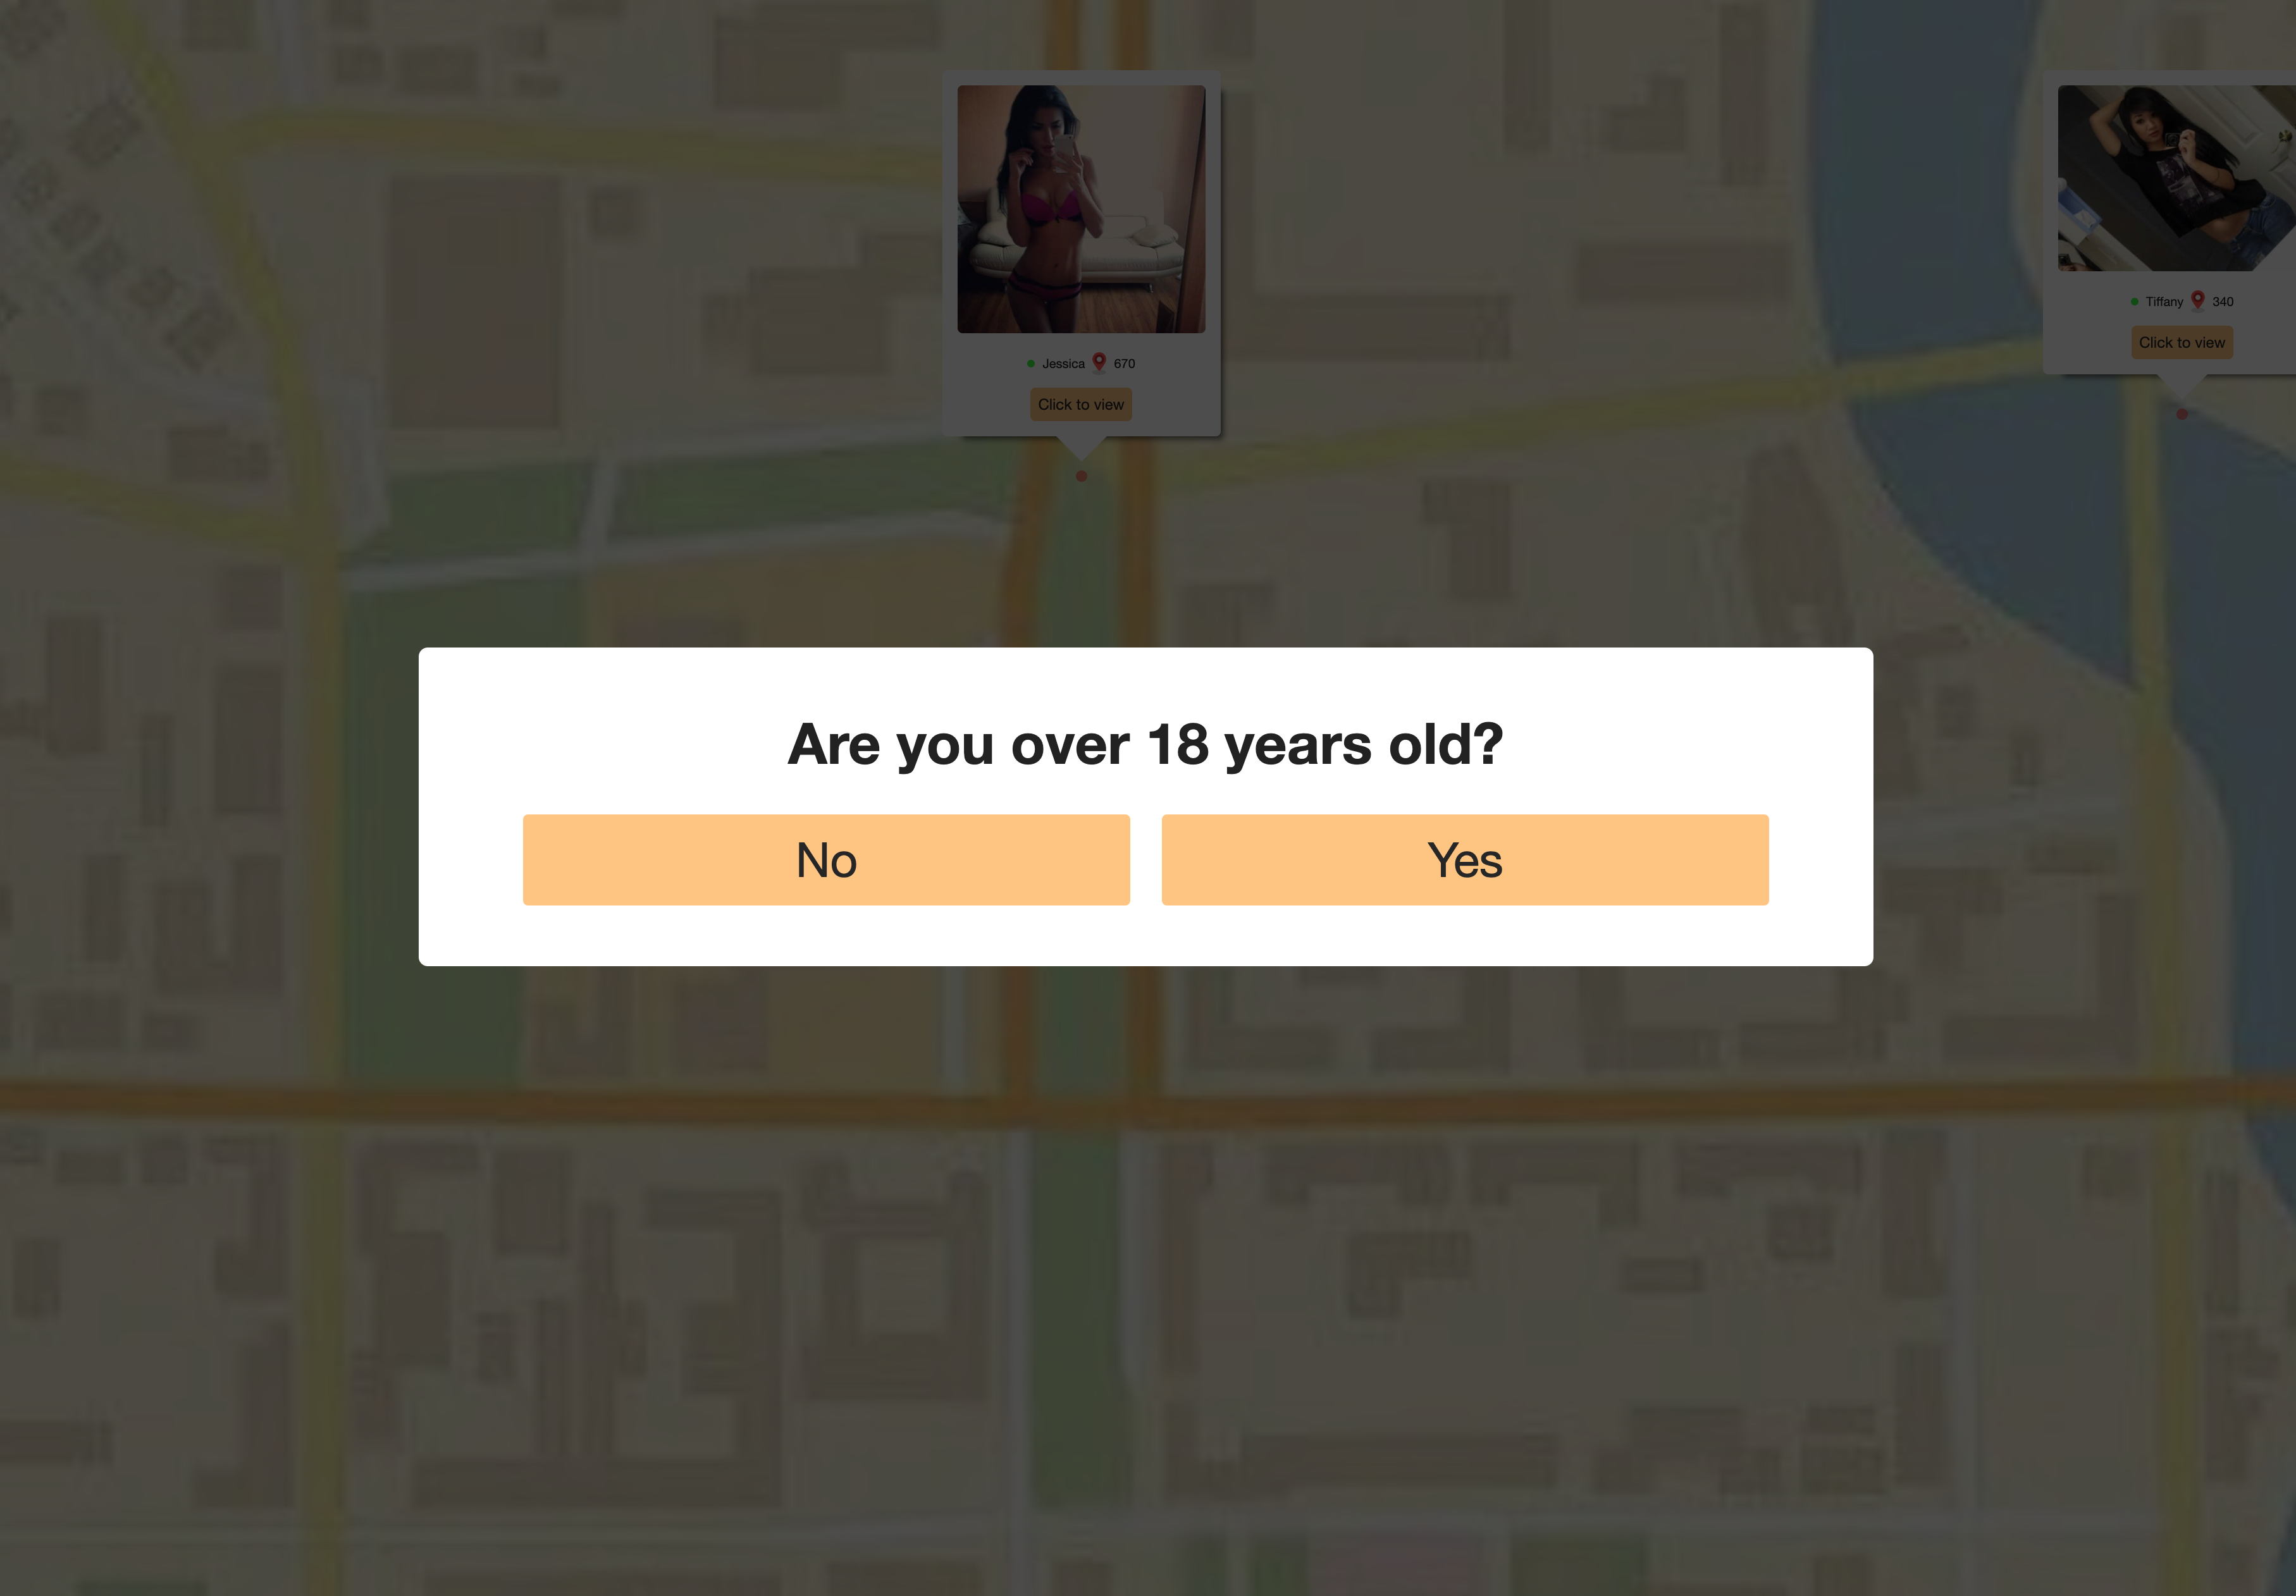 Jessica 670
Click to view
Tiffany 340
Click to view
Are you over 18 years old?
No
Yes